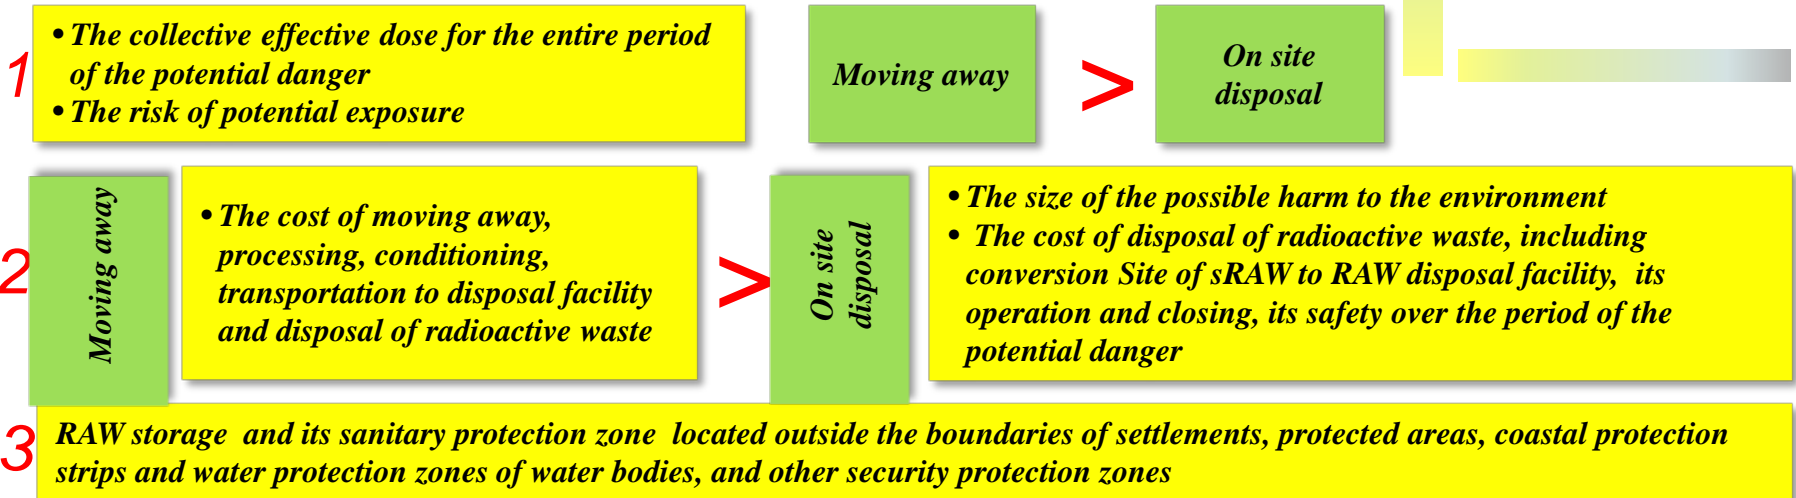 1
• The collective effective dose for the entire period
of the potential danger
• The risk of potential exposure
Moving away
>
On site
disposal
2
Moving away
• The cost of moving away,
processing, conditioning,
transportation to disposal facility
and disposal of radioactive waste
>
On site
disposal
• The size of the possible harm to the environment
• The cost of disposal of radioactive waste, including
conversion Site of sRAW to RAW disposal facility, its
operation and closing, its safety over the period of the
potential danger
3
RAW storage and its sanitary protection zone located outside the boundaries of settlements, protected areas, coastal protection
strips and water protection zones of water bodies, and other security protection zones